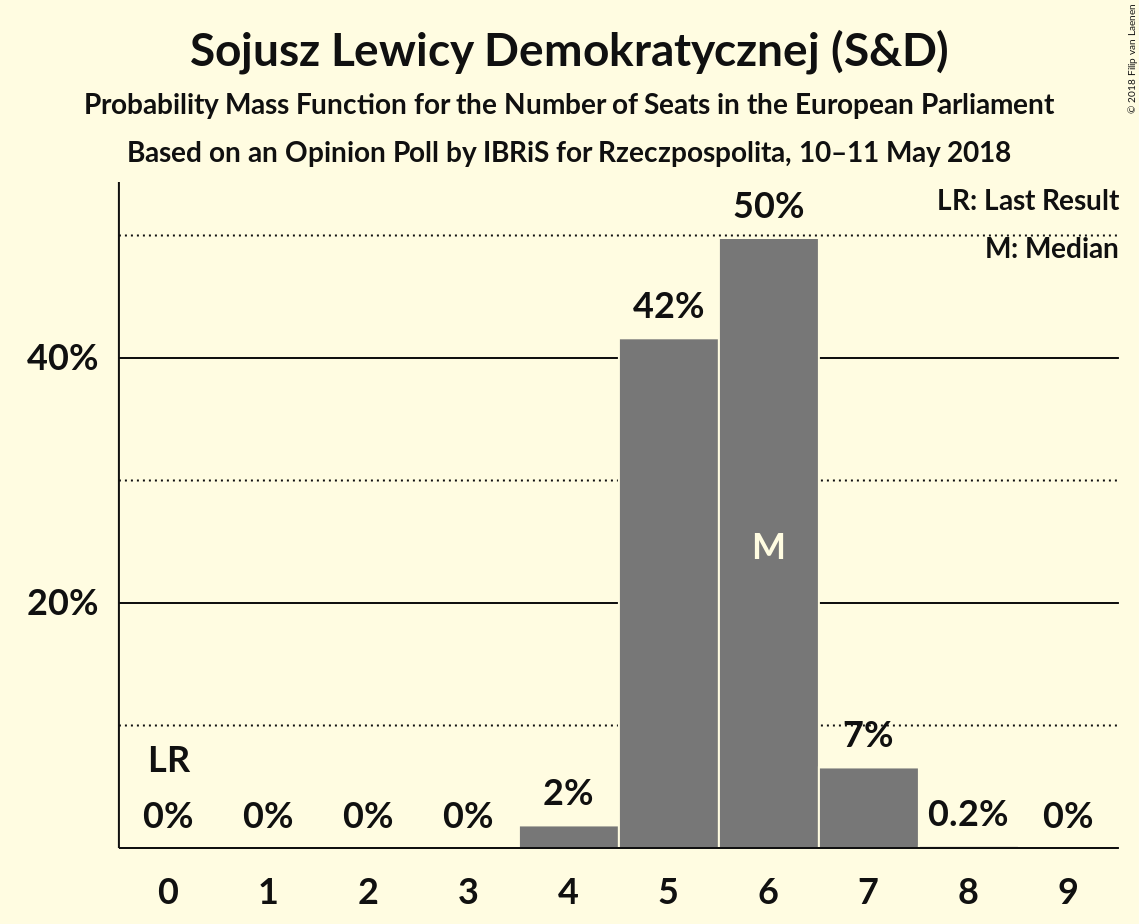 Sojusz Lewicy Demokratycznej (S&D)
Probability Mass Function for the Number of Seats in the European Parliament
Based on an Opinion Poll by IBRiS for Rzeczpospolita, 10–11 May 2018
© 2018 Filip van Laenen
LR: Last Result
M: Median
50%
42%
40%
M
20%
7%
LR
2%
0% 0% 0% 0% 0.2% 0%
0 1 2 3 4 5 6 7 8 9